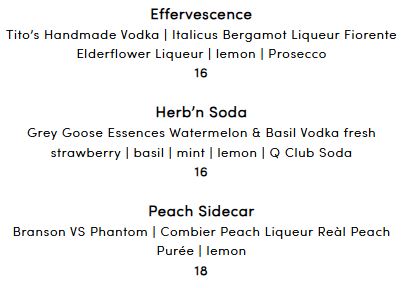 Effervescence
Tito's Handmade Vodka | Italicus Bergamot Liqueur Fiorente
Elderflower Liqueur | lemon | Prosecco
16
Herb'n Soda
Grey Goose Essences Watermelon & Basil Vodka fresh
strawberry | basil | mint | lemon | Q Club Soda
16
Peach Sidecar
Branson VS Phantom | Combier Peach Liqueur Reàl Peach
Purée | lemon
18